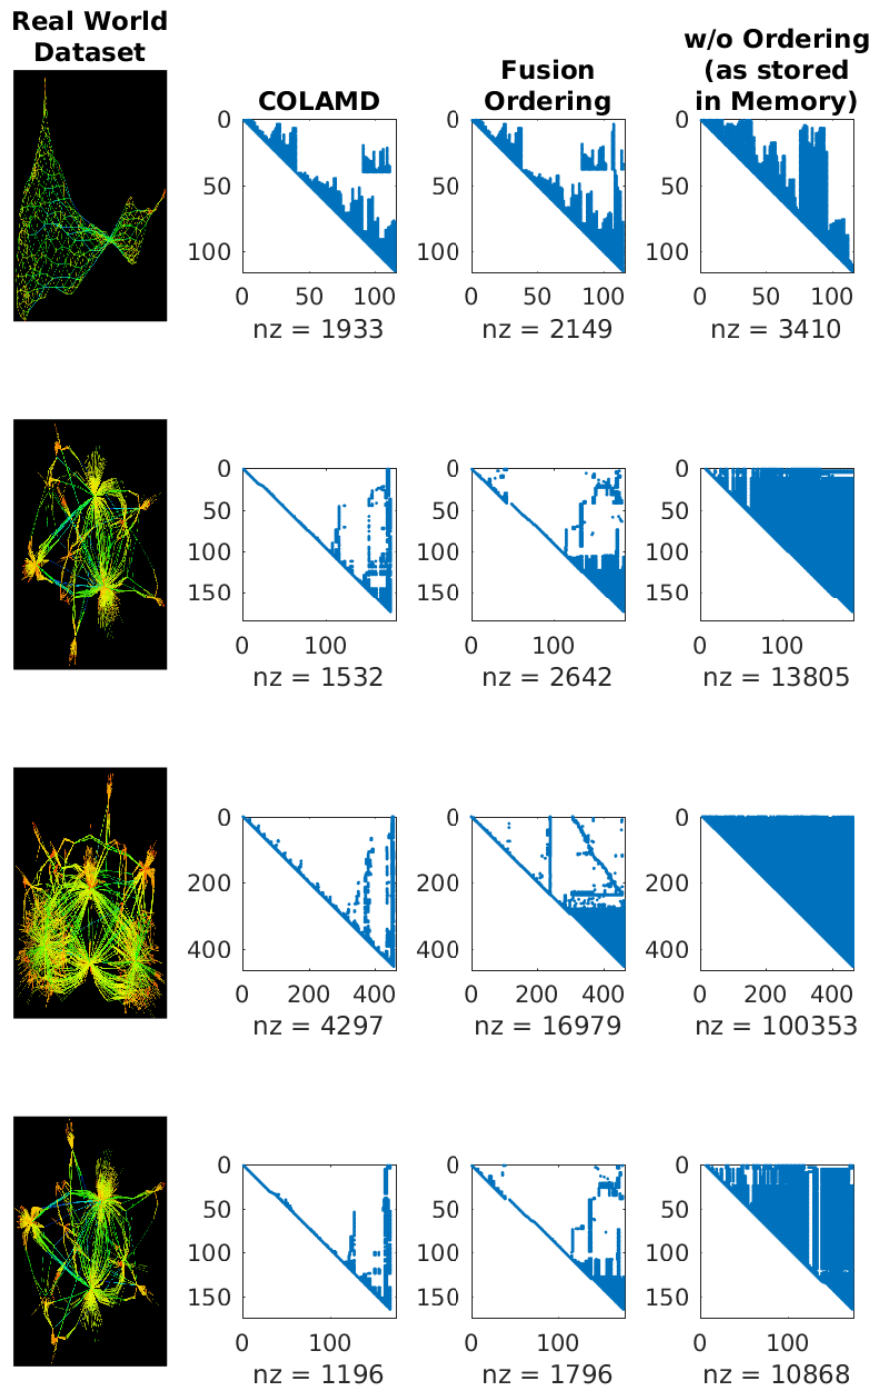 Real World
Dataset
COLAMD
Fusion
Ordering
w/o Ordering
(as stored
in Memory)
0
50
100
0 50 100
nz = 1933
0
50
100
0 50 100
nz = 2149
0
50
100
0 50 100
nz = 3410
0
50
100
150
0 100
nz = 1532
0
50
100
150
0 100
nz = 2642
0
50
100
150
0 100
nz = 13805
0
200
400
0 200 400
nz = 4297
0
200
400
0 200 400
nz = 16979
0
200
400
0 200 400
nz = 100353
0
50
100
150
0 100
nz = 1196
0
50
100
150
0 100
nz = 1796
0
50
100
150
0 100
nz = 10868